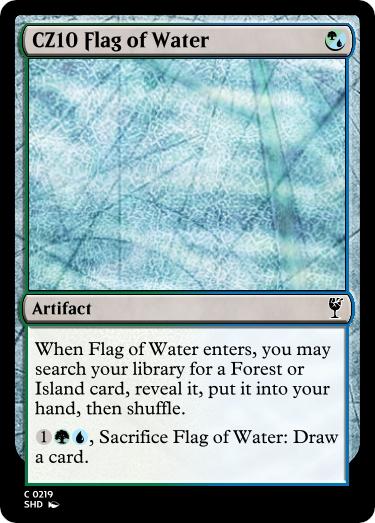 CZ10 Flag of Water
Artifact
When Flag of Water enters, you may
search your library for a Forest or
Island card, reveal it, put it into your
hand, then shuffle.
1, Sacrifice Flag of Water: Draw
a card.
C 0219
SHD